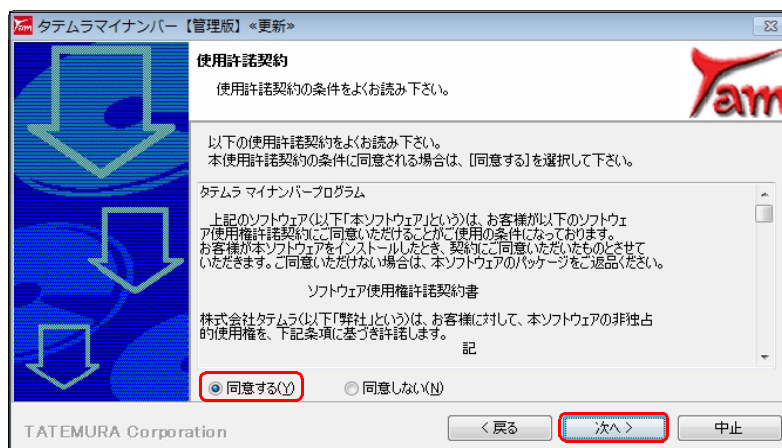 Tam タテムラマイナンバー【管理版】≪更新≫
使用許諾契約
使用許諾契約の条件をよくお読み下さい。
Tam
以下の使用許諾契約をよくお読み下さい。
本使用許諾契約の条件に同意される場合は、[同意する]を選択して下さい。
タテムラ マイナンバープログラム
上記のソフトウェア(以下「本ソフトウェア」という)は、お客様が以下のソフトウェ
ア使用権許諾契約にご同意いただけることがご使用の条件になっております。
お客様が本ソフトウェアをインストールしたとき、契約にご同意いただいたものとさせて
いただきます。ご同意いただけない場合は、本ソフトウェアのパッケージをご返品ください。
ソフトウェア使用権許諾契約書
株式会社タテムラ(以下「弊社」という)は、お客様に対して、本ソフトウェアの非独占
的使用権を、下記条項に基づき許諾します。
記
同意する(Y) 同意しない(N)
TATEMURA Corporation
< 戻る 次へ > 中止